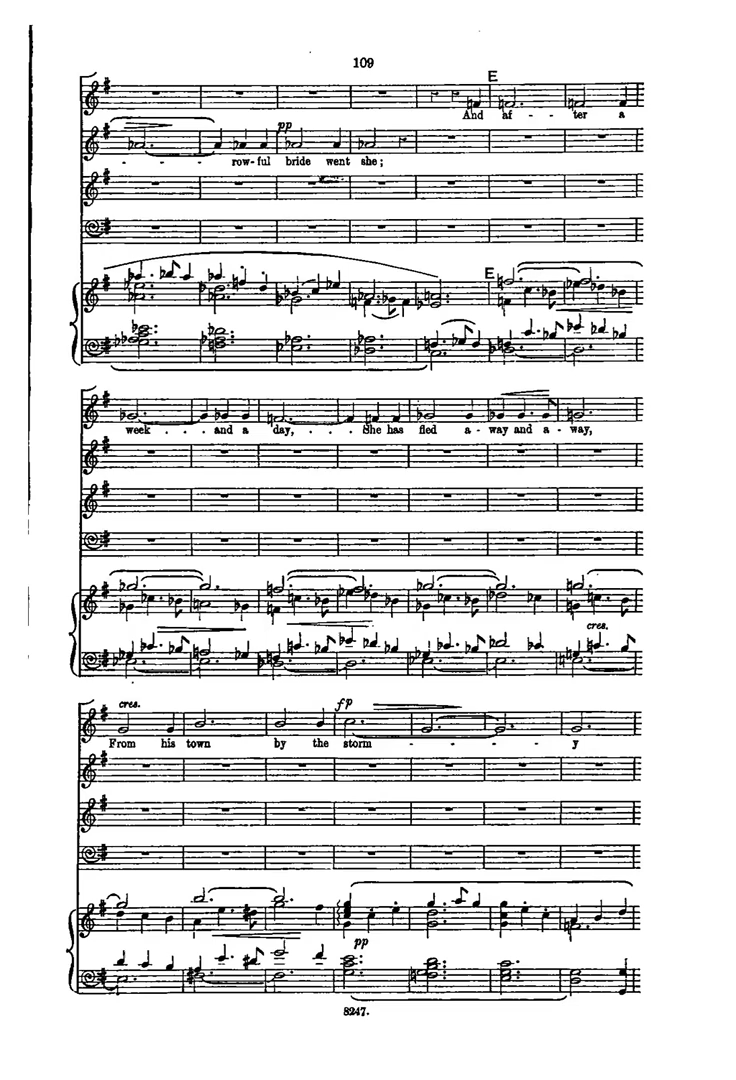 109
E
And af - - ter a
pp
- - - row-ful bride went she;
E
week . . . and a day, . . . She has fled a - way and a - way,
cres.
cres.
fp
From his town by the storm - - - - y
pp
8247.